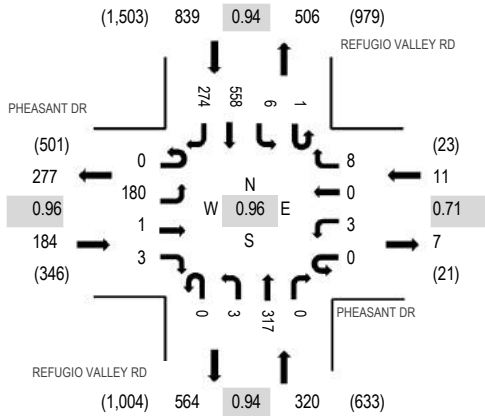 (1,503) 839 0.94 506 (979)
REFUGIO VALLEY RD
PHEASANT DR
274 558 6 1
(501) (23)
0 8
277 11
180 N 0
0.96 W 0.96 E 0.71
1 S 3
184 7
3 0
(346) (21)
0 3 317 0
PHEASANT DR
REFUGIO VALLEY RD
(1,004) 564 0.94 320 (633)